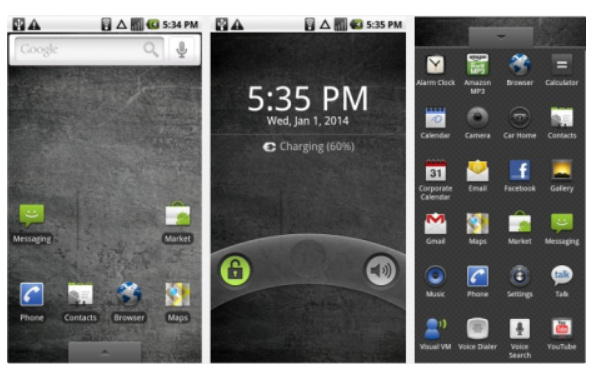 5:34 PM
Google
Messaging
Market
Phone
Contacts
Browser
Maps
5:35 PM
5:35 PM
Wed, Jan 1, 2014
Charging (60%)
Alarm Clock
Amazon
MP3
Browser
Calculator
Calendar
Camera
Car Home
Contacts
31
Corporate
Calendar
Email
Facebook
Gallery
Gmail
Maps
Market
Messaging
Music
Phone
Settings
talk
Talk
Visual VM
Voice Dialer
Voice
Search
YouTube